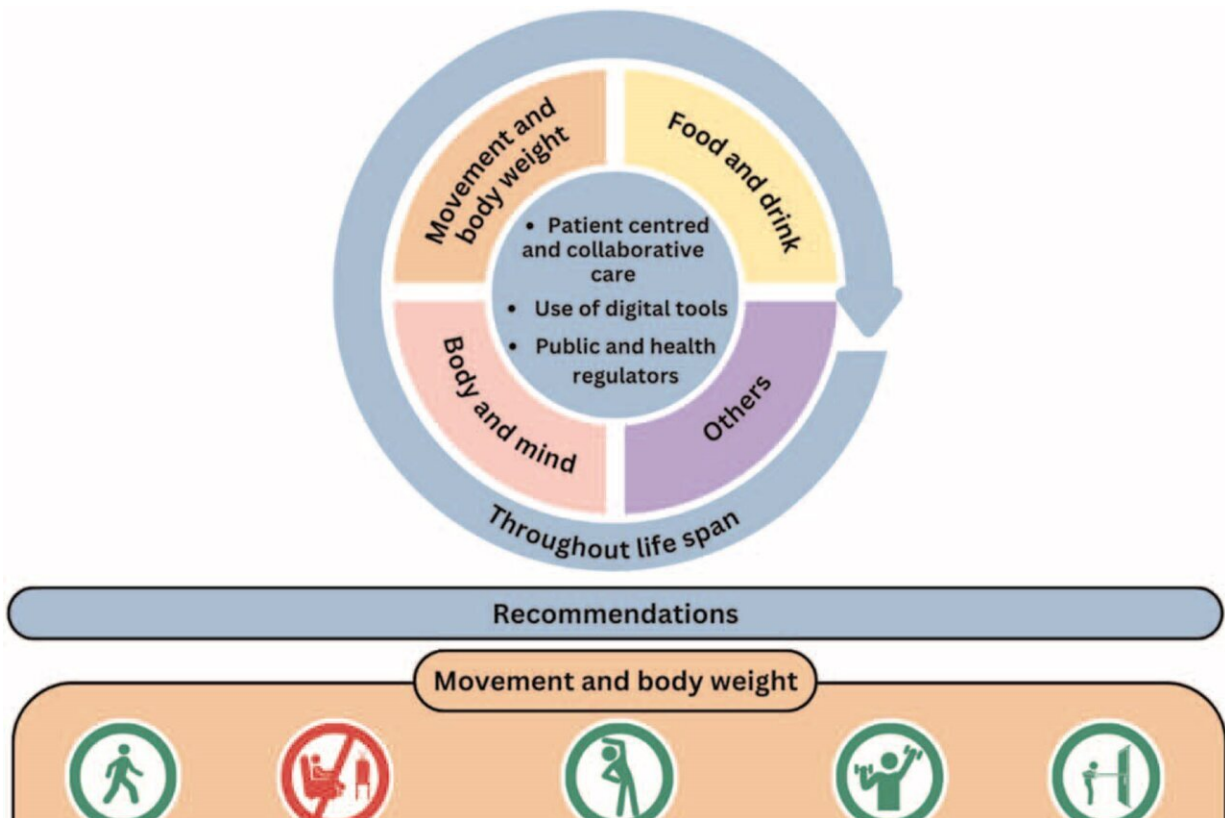 Movement and
body weight
Food and drink
• Patient centred
and collaborative
care
• Use of digital tools
• Public and health
regulators
Body and mind
Others
Throughout life span
Recommendations
Movement and body weight